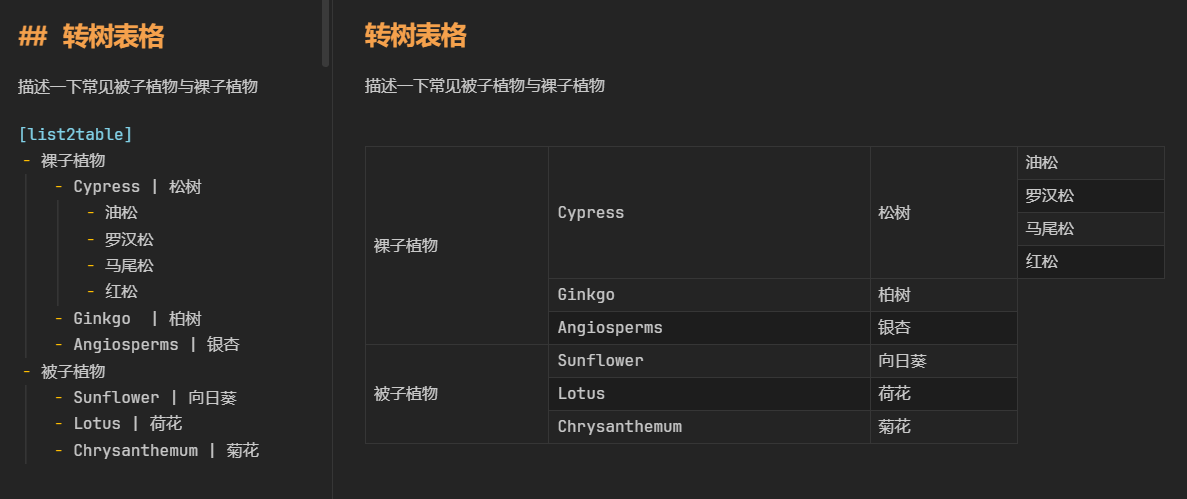 ## 转树表格
描述一下常见被子植物与裸子植物
[list2table]
- 裸子植物
- Cypress | 松树
- 油松
- 罗汉松
- 马尾松
- 红松
- Ginkgo  | 柏树
- Angiosperms | 银杏
- 被子植物
- Sunflower | 向日葵
- Lotus | 荷花
- Chrysanthemum | 菊花
转树表格
描述一下常见被子植物与裸子植物
裸子植物
Cypress
松树
油松
罗汉松
马尾松
红松
Ginkgo 柏树
Angiosperms 银杏
被子植物
Sunflower 向日葵
Lotus 荷花
Chrysanthemum 菊花